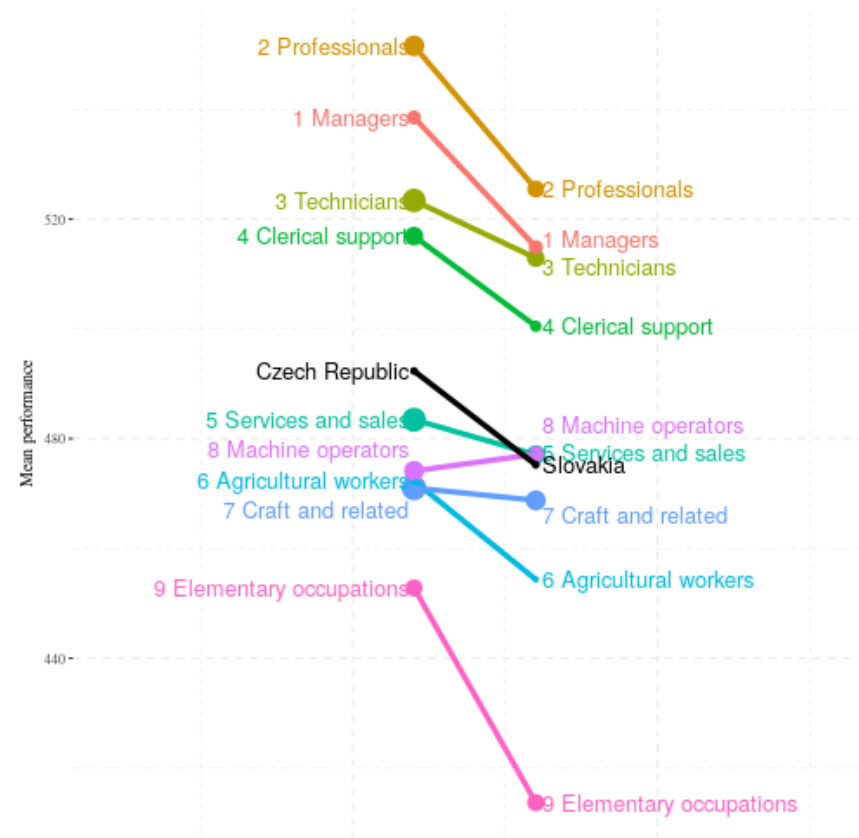 2 Professionals
1 Managers
3 Technicians
4 Clerical support
Czech Republic
5 Services and sales
8 Machine operators
6 Agricultural workers
7 Craft and related
9 Elementary occupations
2 Professionals
1 Managers
3 Technicians
4 Clerical support
8 Machine operators
5 Services and sales
Slovakia
7 Craft and related
6 Agricultural workers
9 Elementary occupations
520
480
440
Mean performance